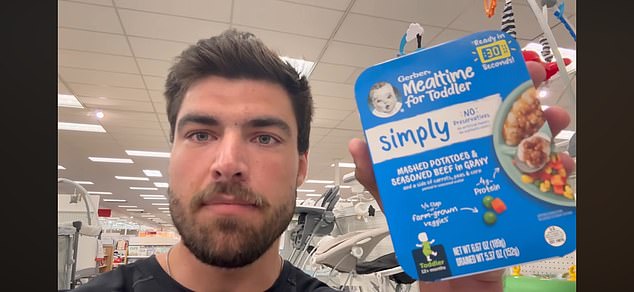 Ready in
:30
Seconds!
Gerber®
Mealtime
for Toddler
simply
NO
Preservatives
MASHED POTATOES &
SEASONED BEEF IN GRAVY
and a side of carrots, peas & corn
Protein
1/4 Cup
of
farm-grown
veggies
Toddler
12+ months
NET WT 6.67 OZ (189g)
DRAINED WT 5.37 OZ (152g)